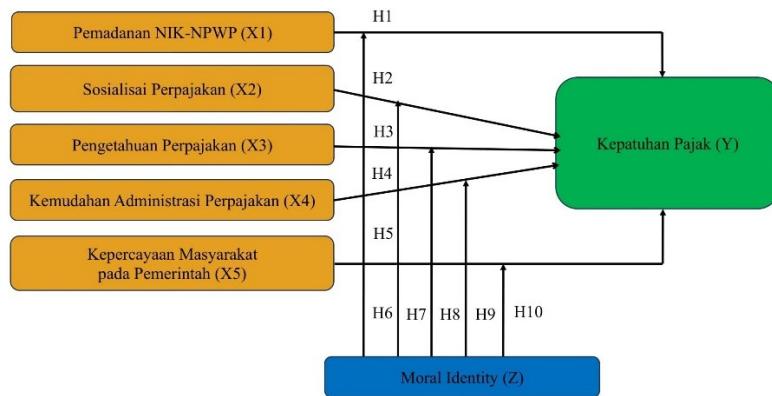 H1
Pemadanan NIK-NPWP (X1)
H2
Sosialisai Perpajakan (X2)
H3
Pengetahuan Perpajakan (X3)
Kepatuhan Pajak (Y)
H4
Kemudahan Administrasi Perpajakan (X4)
H5
Kepercayaan Masyarakat
pada Pemerintah (X5)
H6
H7
H8
H9
H10
Moral Identity (Z)